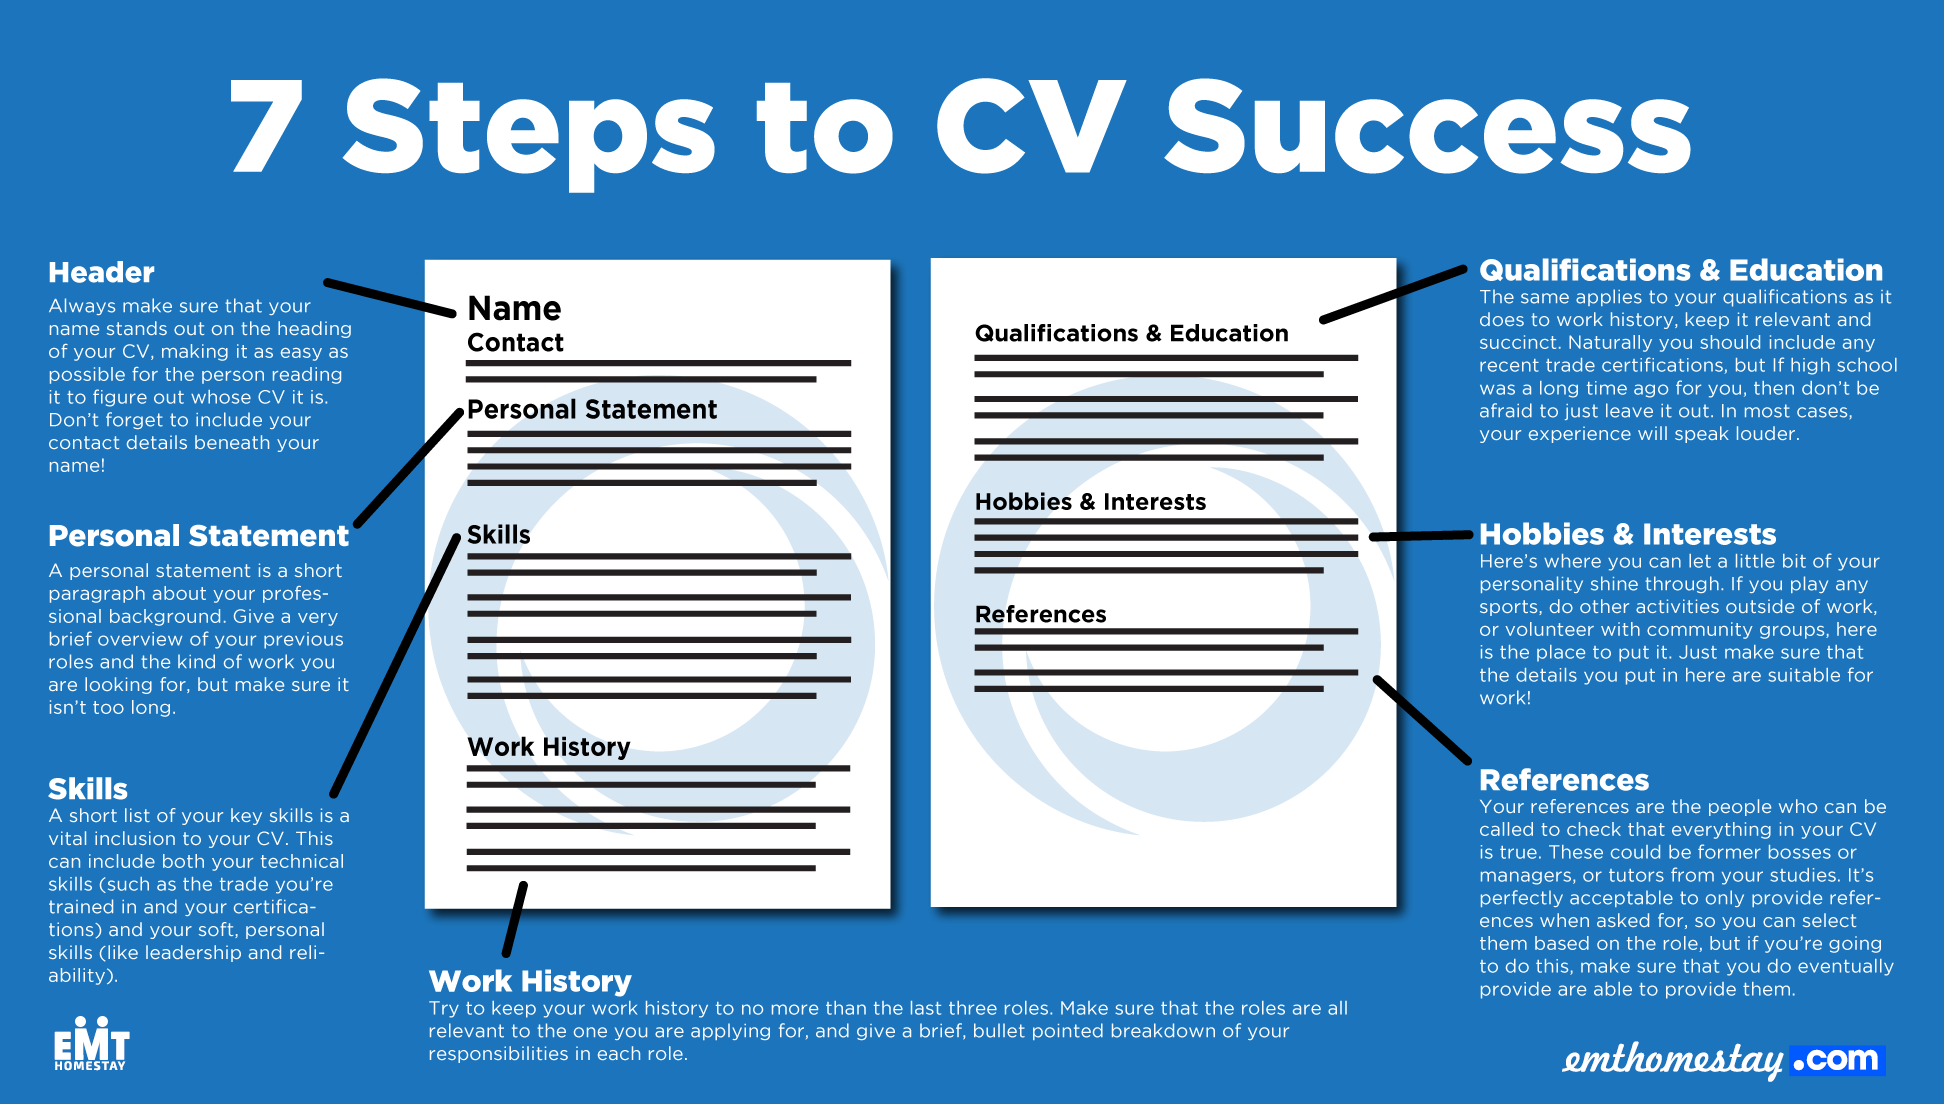 7 Steps to CV Success
Header
Always make sure that your
name stands out on the heading
of your CV, making it as easy as
possible for the person reading
it to figure out whose CV it is.
Don't forget to include your
contact details beneath your
name!
Personal Statement
A personal statement is a short
paragraph about your profes-
sional background. Give a very
brief overview of your previous
roles and the kind of work you
are looking for, but make sure it
isn't too long.
Skills
A short list of your key skills is a
vital inclusion to your CV. This
can include both your technical
skills (such as the trade you're
trained in and your certifica-
tions) and your soft, personal
skills (like leadership and reli-
ability).
Name
Contact
Personal Statement
Skills
Work History
Work History
Try to keep your work history to no more than the last three roles. Make sure that the roles are all
relevant to the one you are applying for, and give a brief, bullet pointed breakdown of your
responsibilities in each role.
Qualifications & Education
Hobbies & Interests
References
Qualifications & Education
The same applies to your qualifications as it
does to work history, keep it relevant and
succinct. Naturally you should include any
recent trade certifications, but If high school
was a long time ago for you, then don't be
afraid to just leave it out. In most cases,
your experience will speak louder.
Hobbies & Interests
Here's where you can let a little bit of your
personality shine through. If you play any
sports, do other activities outside of work,
or volunteer with community groups, here
is the place to put it. Just make sure that
the details you put in here are suitable for
work!
References
Your references are the people who can be
called to check that everything in your CV
is true. These could be former bosses or
managers, or tutors from your studies. It's
perfectly acceptable to only provide refer-
ences when asked for, so you can select
them based on the role, but if you're going
to do this, make sure that you do eventually
provide are able to provide them.
EMT
HOMESTAY
emthomestay.com